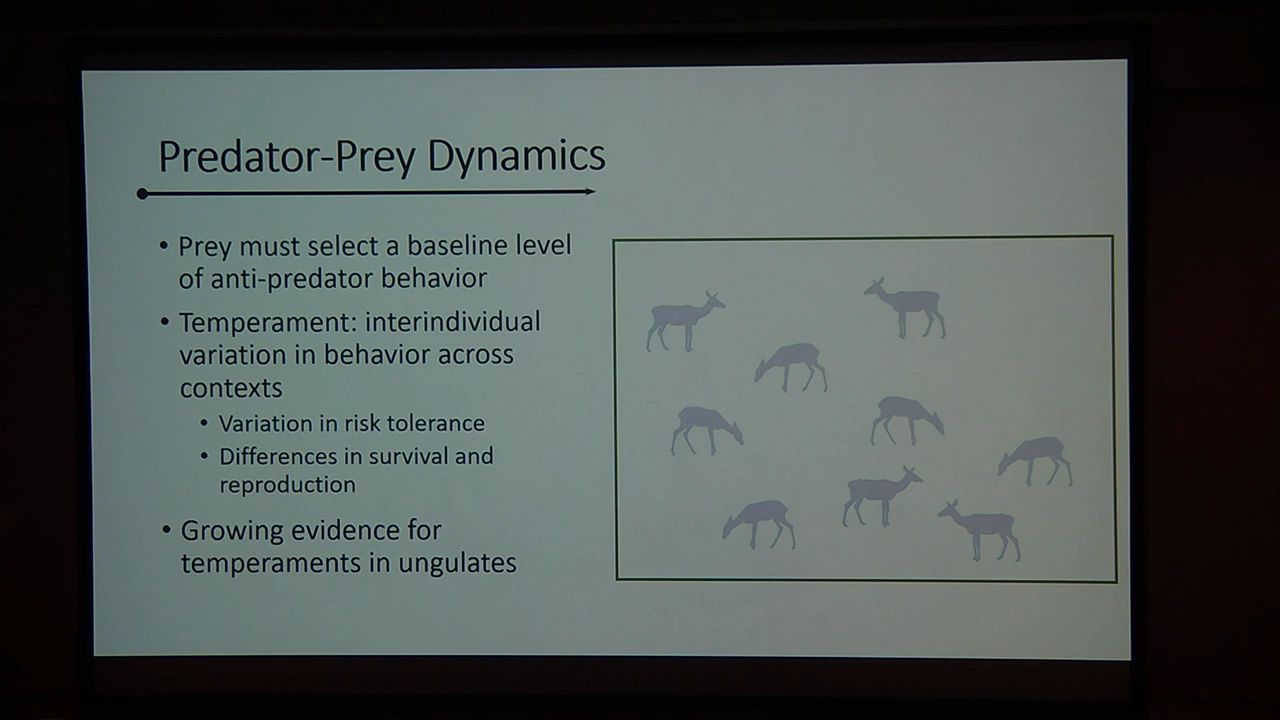 Predator-Prey Dynamics
• Prey must select a baseline level
of anti-predator behavior
• Temperament: interindividual
variation in behavior across
contexts
• Variation in risk tolerance
• Differences in survival and
reproduction
• Growing evidence for
temperaments in ungulates